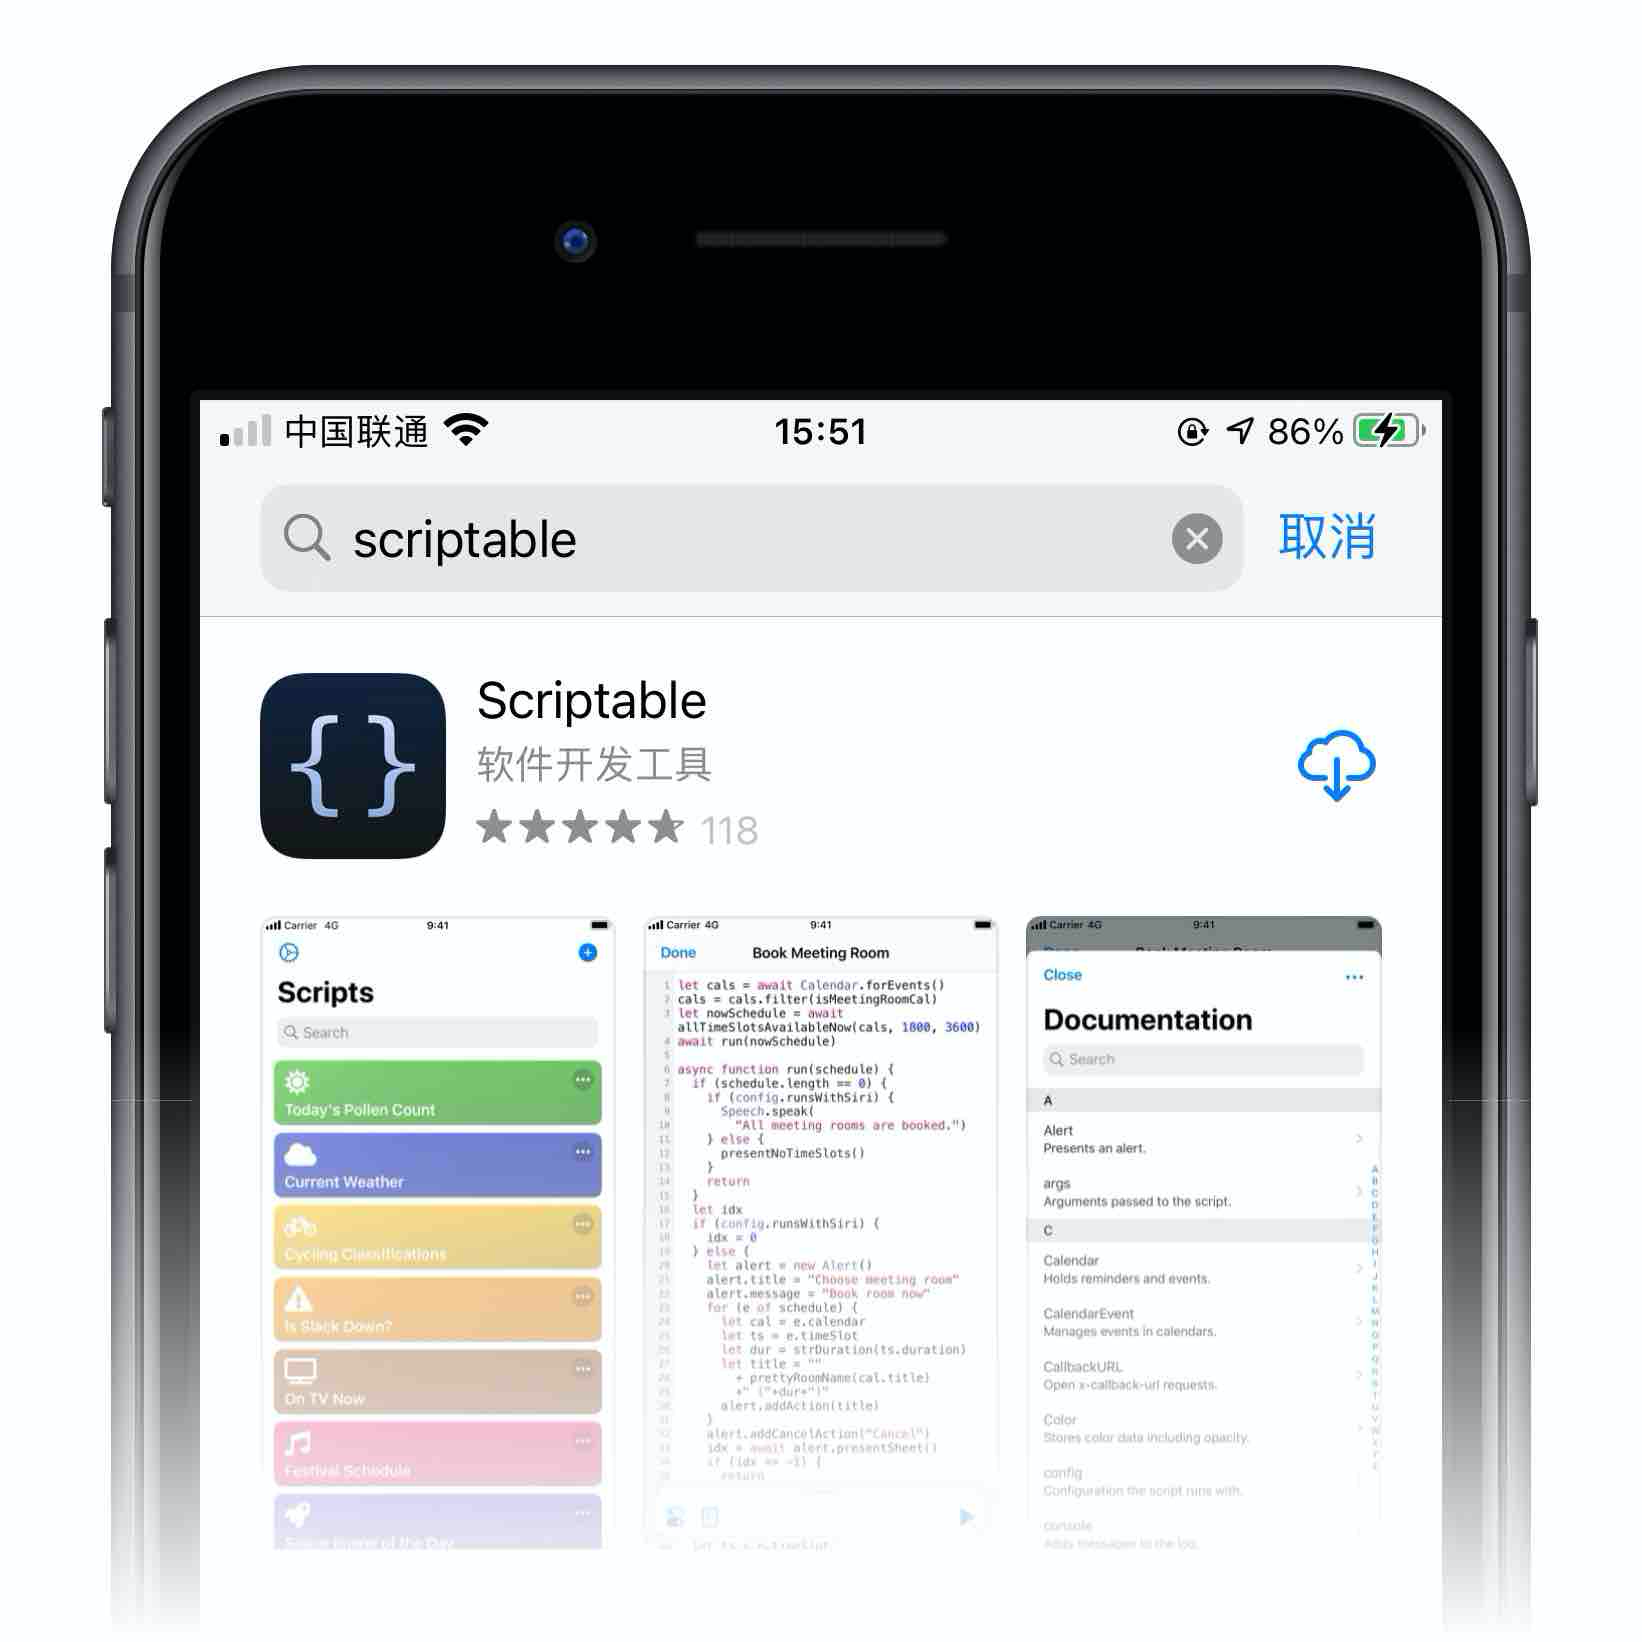 中国联通
15:51
86%
scriptable
取消
{}
Scriptable
软件开发工具
118
Carrier 4G
9:41
Scripts
Search
Today's Pollen Count
Current Weather
Cycling Classifications
Is Slack Down?
On TV Now
Festival Schedule
Carrier 4G
9:41
Done
Book Meeting Room
1 let cals = await Calendar.forEvents()
2 cals = cals.filter(isMeetingRoomCal)
3 let nowSchedule = await
allTimeSlotsAvailableNow(cals, 1800, 3600)
4 await run(nowSchedule)
5
6 async function run(schedule) {
7 if (schedule.length == 0) {
8 if (config.runsWithSiri) {
9 Speech.speak(
10 "All meeting rooms are booked.")
11 } else {
12 presentNoTimeSlots()
13 }
14 return
15 }
16 let idx
17 if (config.runsWithSiri) {
18 idx = 0
19 } else {
20 let alert = new Alert()
21 alert.title = "Choose meeting room"
22 alert.message = "Book room now"
23 for (e of schedule) {
24 let cal = e.calendar
25 let ts = e.timeSlot
26 let dur = strDuration(ts.duration)
27 let title = ""
28 + prettyRoomName(cal.title)
29 +" ("+dur+")"
30 alert.addAction(title)
31 }
32 alert.addCancelAction("Cancel")
33 idx = await alert.presentSheet()
34 if (idx == -1) {
35 return
Carrier 4G
9:41
Close
Documentation
Search
A
Alert
Presents an alert.
args
Arguments passed to the script.
C
Calendar
Holds reminders and events.
CalendarEvent
Manages events in calendars.
CallbackURL
Open x-callback-url requests.
Color
Stores color data including opacity.
config
Configuration the script runs with.
console
Adds messages to the log.